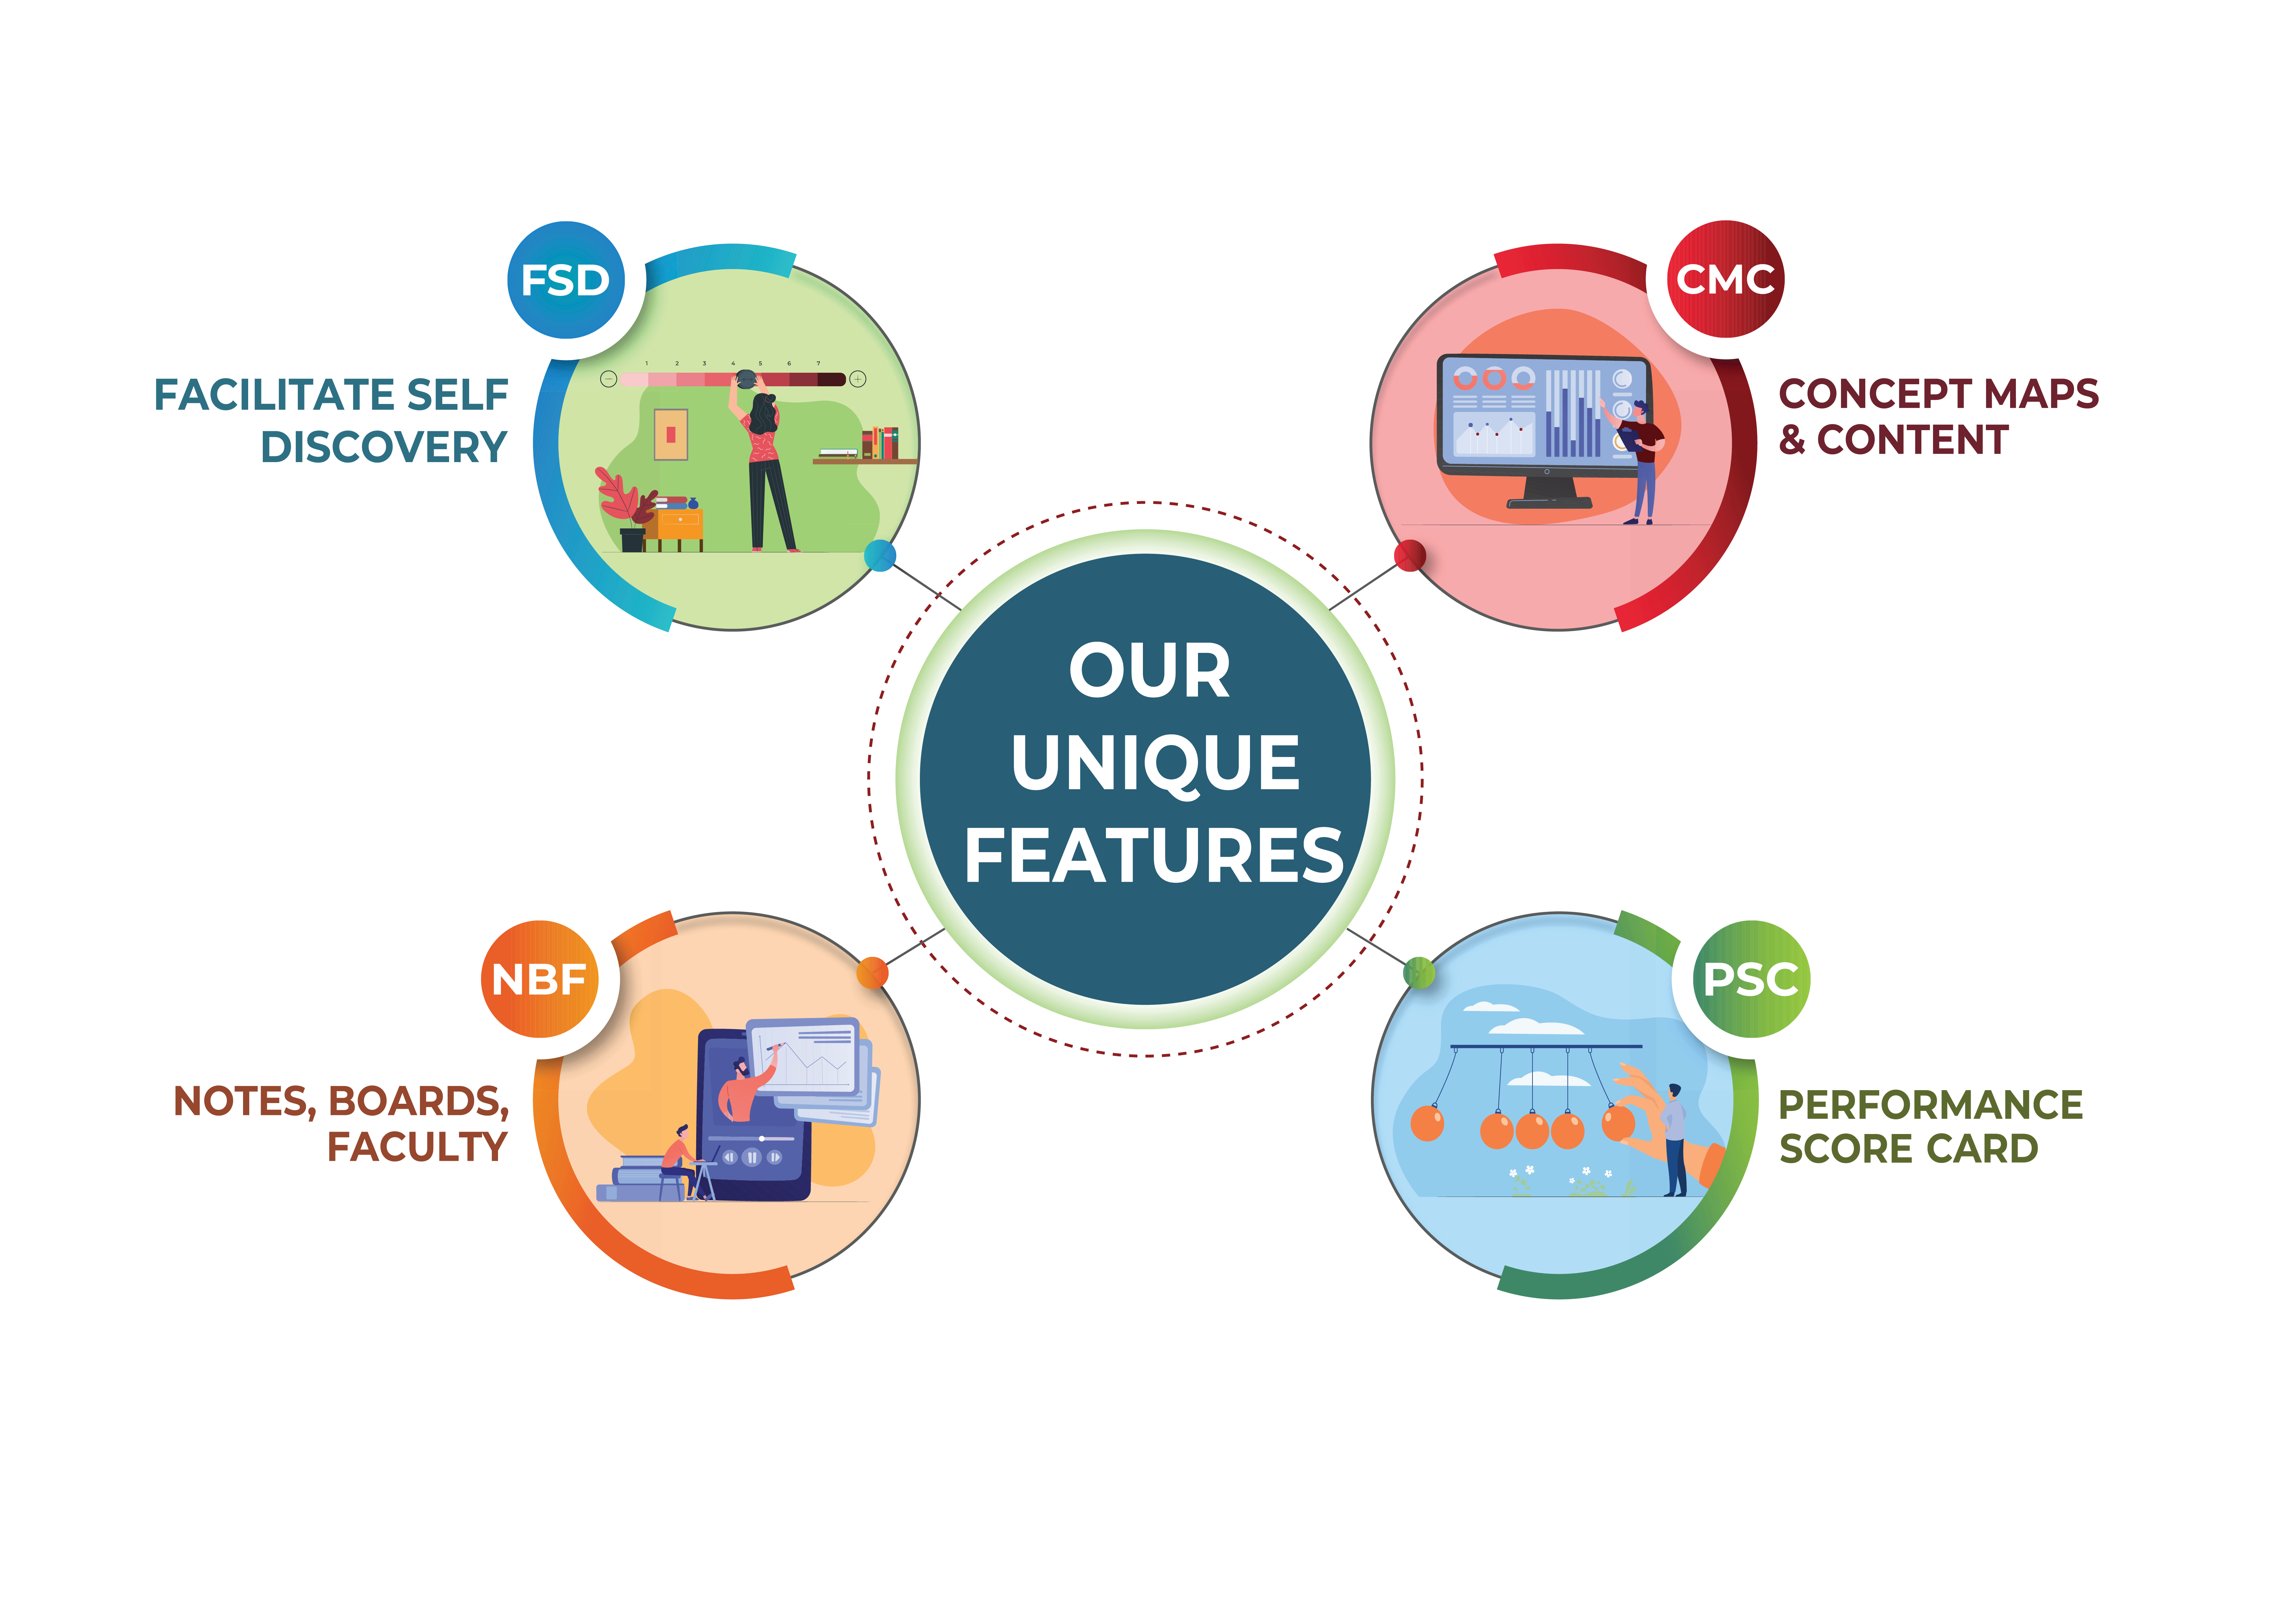 FSD
FACILITATE SELF
DISCOVERY
1 2 3 4 5 6 7
CMC
CONCEPT MAPS
& CONTENT
OUR
UNIQUE
FEATURES
NBF
NOTES, BOARDS,
FACULTY
PSC
PERFORMANCE
SCORE CARD